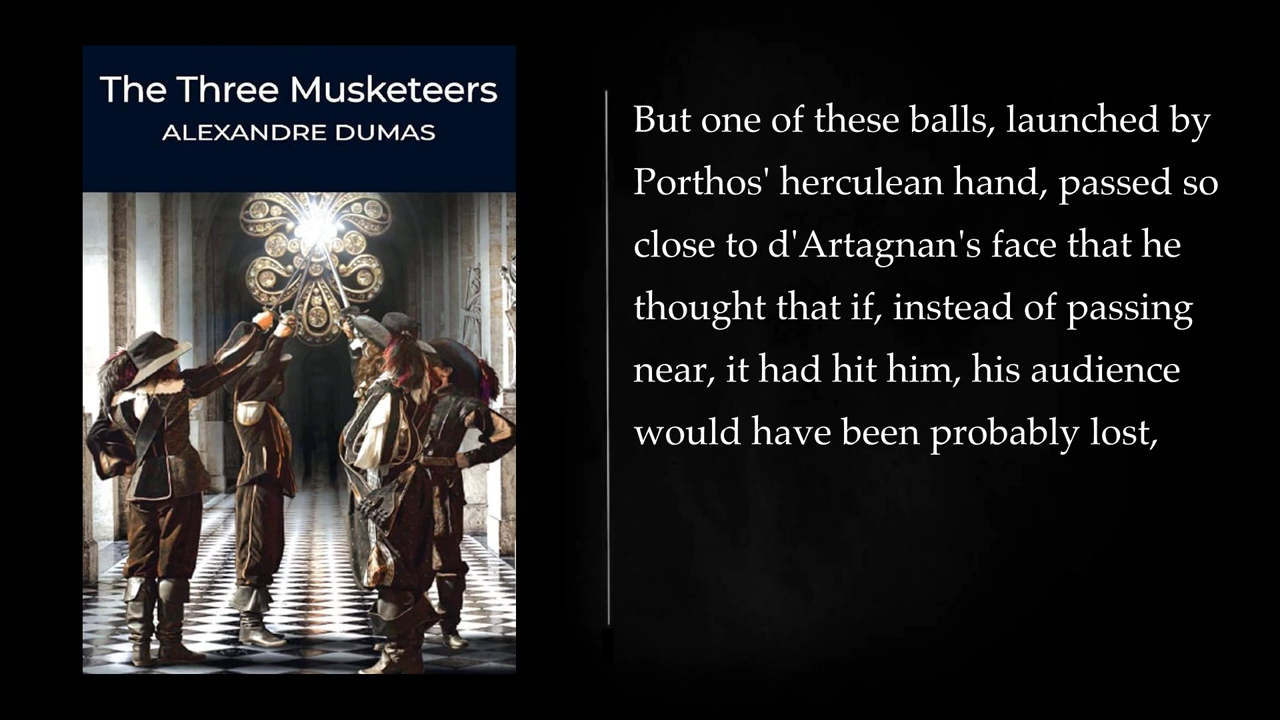 The Three Musketeers
ALEXANDRE DUMAS
But one of these balls, launched by
Porthos' herculean hand, passed so
close to d'Artagnan's face that he
thought that if, instead of passing
near, it had hit him, his audience
would have been probably lost,